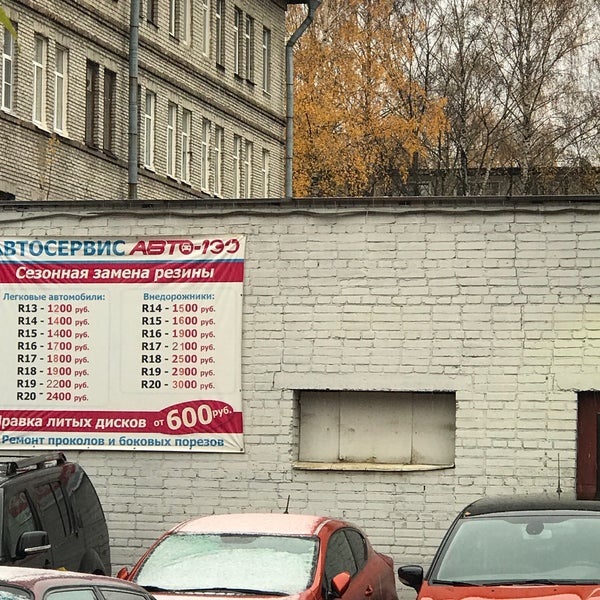 АВТОСЕРВИС АВТО-ТЭО
Сезонная замена резины
Легковые автомобили:
R13 - 1200 руб.
R14 - 1400 руб.
R15 - 1400 руб.
R16 - 1700 руб.
R17 - 1800 руб.
R18 - 1900 руб.
R19 - 2200 руб.
R20 - 2400 руб.
Внедорожники:
R14 - 1500 руб.
R15 - 1600 руб.
R16 - 1900 руб.
R17 - 2100 руб.
R18 - 2500 руб.
R19 - 2900 руб.
R20 - 3000 руб.
Правка литых дисков от 600 руб.
Ремонт проколов и боковых порезов